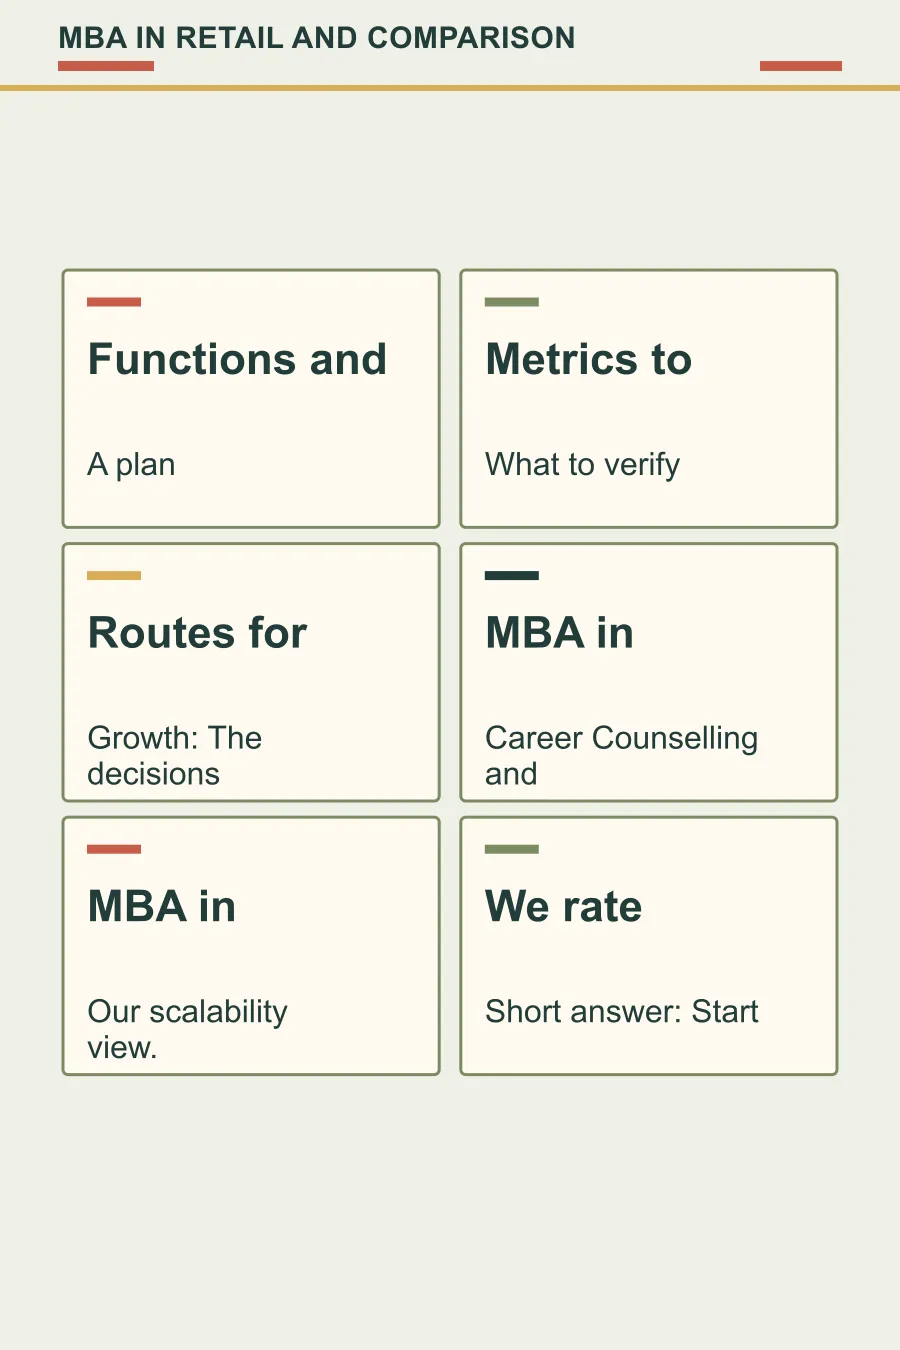 MBA IN RETAIL AND COMPARISON
Functions and
A plan
Metrics to
What to verify
Routes for
Growth: The
decisions
MBA in
Career Counselling
and
MBA in
Our scalability
view.
We rate
Short answer: Start